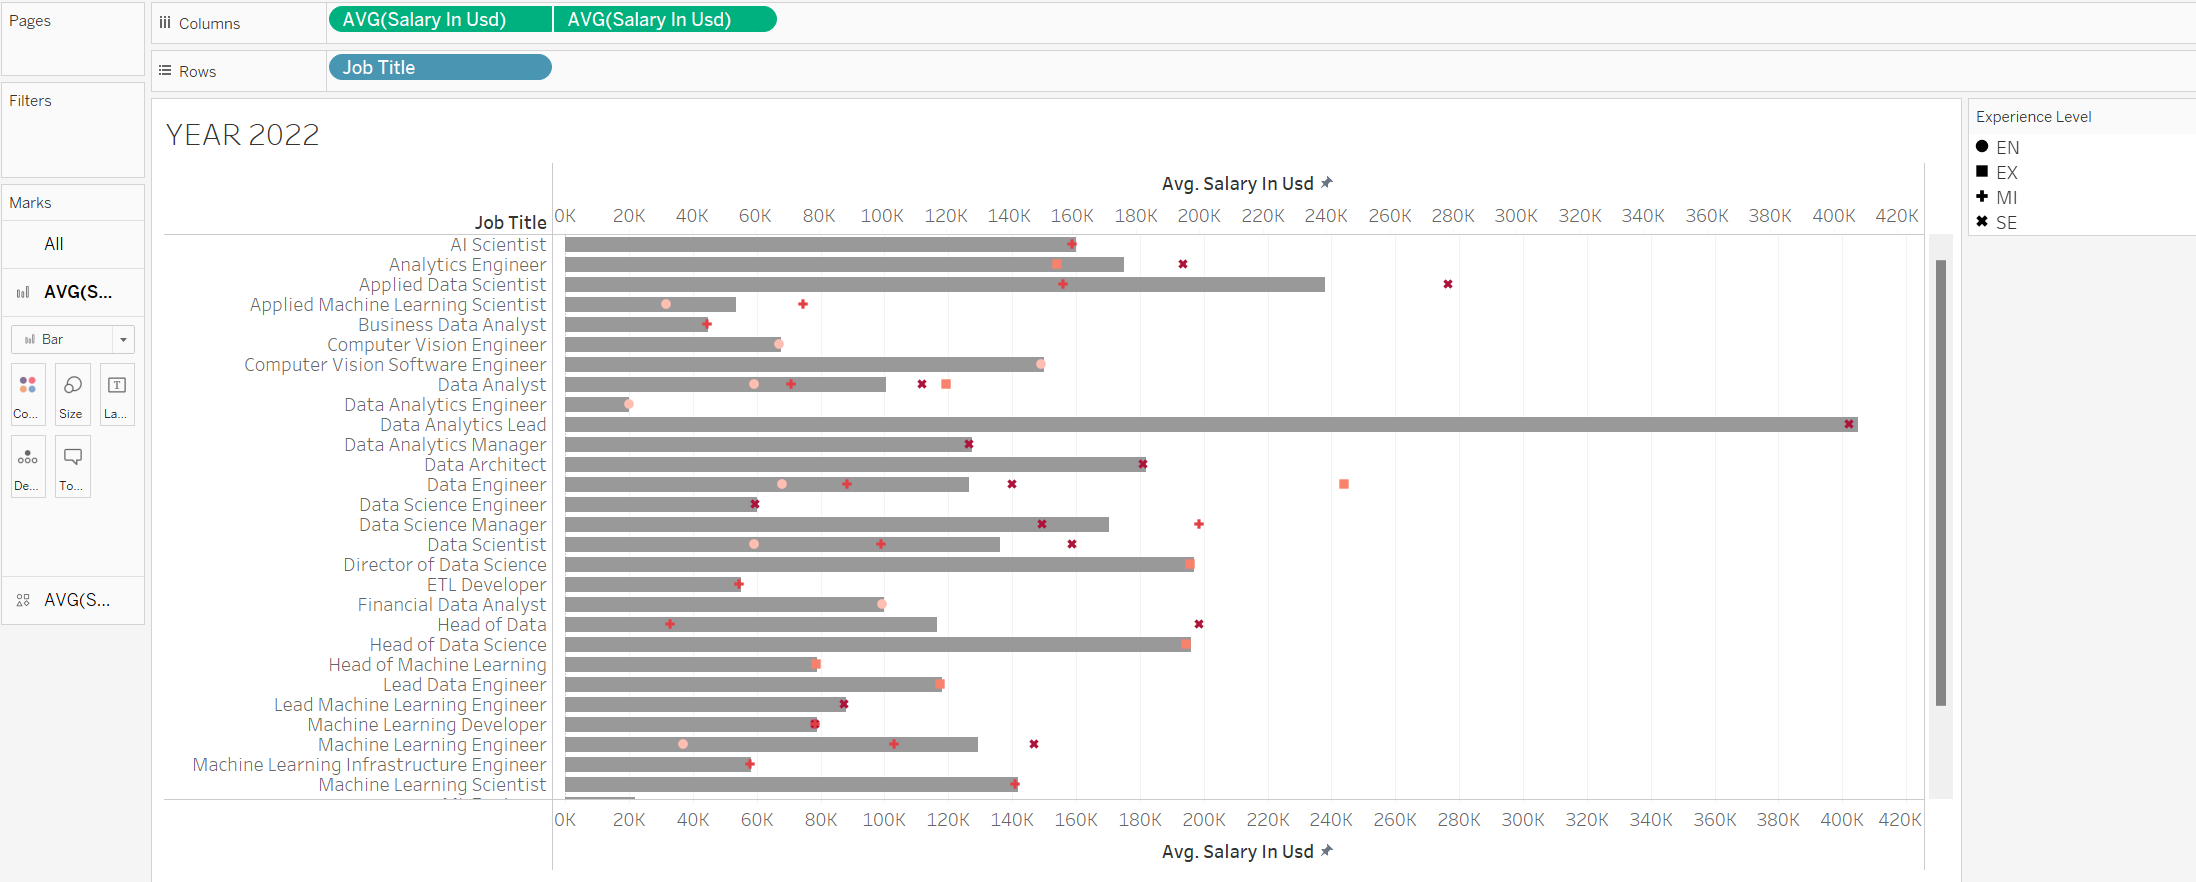 Pages
Columns
AVG(Salary In Usd)
AVG(Salary In Usd)
Rows
Job Title
Filters
Marks
All
AVG(S...
Bar
Co...
Size
La...
De...
To...
AVG(S...
YEAR 2022
Avg. Salary In Usd
Job Title
0K 20K 40K 60K 80K 100K 120K 140K 160K 180K 200K 220K 240K 260K 280K 300K 320K 340K 360K 380K 400K 420K
AI Scientist
Analytics Engineer
Applied Data Scientist
Applied Machine Learning Scientist
Business Data Analyst
Computer Vision Engineer
Computer Vision Software Engineer
Data Analyst
Data Analytics Engineer
Data Analytics Lead
Data Analytics Manager
Data Architect
Data Engineer
Data Science Engineer
Data Science Manager
Data Scientist
Director of Data Science
ETL Developer
Financial Data Analyst
Head of Data
Head of Data Science
Head of Machine Learning
Lead Data Engineer
Lead Machine Learning Engineer
Machine Learning Developer
Machine Learning Engineer
Machine Learning Infrastructure Engineer
Machine Learning Scientist
0K 20K 40K 60K 80K 100K 120K 140K 160K 180K 200K 220K 240K 260K 280K 300K 320K 340K 360K 380K 400K 420K
Avg. Salary In Usd
Experience Level
EN
EX
MI
SE